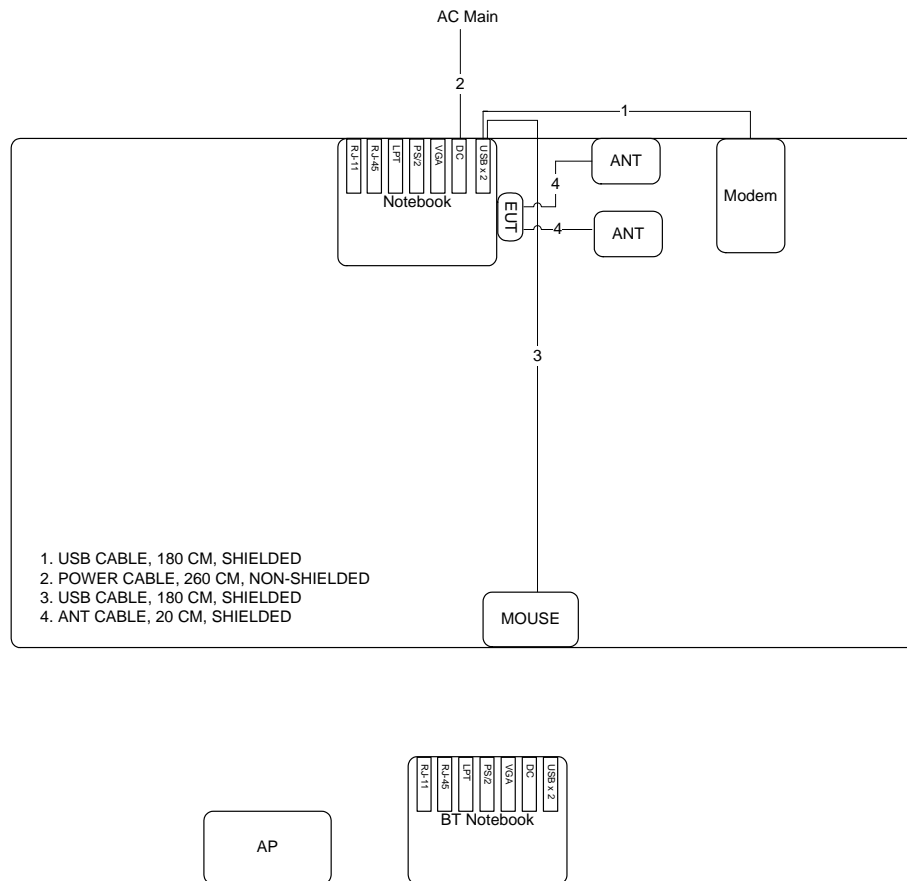 AC Main
2
1
RJ-11
RJ-45
LPT
PS/2
VGA
DC
USB x 2
Notebook
EUT
4
ANT
4
ANT
Modem
3
1. USB CABLE, 180 CM, SHIELDED
2. POWER CABLE, 260 CM, NON-SHIELDED
3. USB CABLE, 180 CM, SHIELDED
4. ANT CABLE, 20 CM, SHIELDED
MOUSE
RJ-11
RJ-45
LPT
PS/2
VGA
DC
USB x 2
BT Notebook
AP